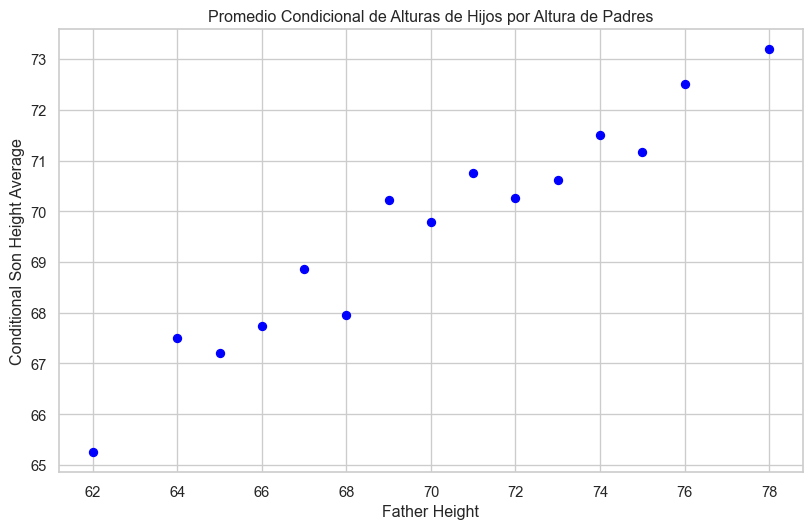 Promedio Condicional de Alturas de Hijos por Altura de Padres
Conditional Son Height Average
73
72
71
70
69
68
67
66
65
62 64 66 68 70 72 74 76 78
Father Height